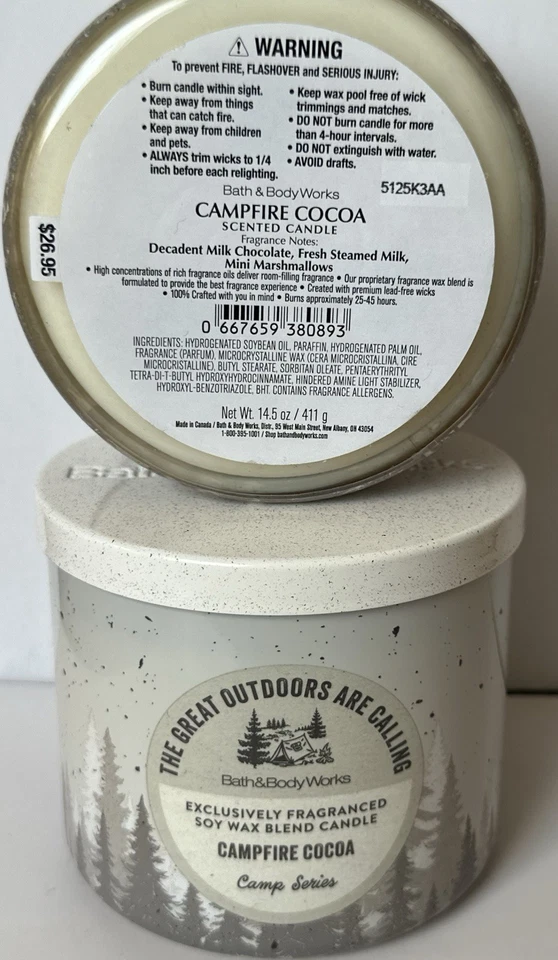 ⚠ WARNING
To prevent FIRE, FLASHOVER and SERIOUS INJURY:
• Burn candle within sight.
• Keep away from things
that can catch fire.
• Keep away from children
and pets.
• ALWAYS trim wicks to 1/4
inch before each relighting.
• Keep wax pool free of wick
trimmings and matches.
• DO NOT burn candle for more
than 4-hour intervals.
• DO NOT extinguish with water.
• AVOID drafts.
5125K3AA
Bath & Body Works
CAMPFIRE COCOA
SCENTED CANDLE
Fragrance Notes:
Decadent Milk Chocolate, Fresh Steamed Milk,
Mini Marshmallows
$26.95
• High concentrations of rich fragrance oils deliver room-filling fragrance • Our proprietary fragrance wax blend is
formulated to provide the best fragrance experience • Created with premium lead-free wicks
• 100% Crafted with you in mind • Burns approximately 25-45 hours.
0 667659 380893
INGREDIENTS: HYDROGENATED SOYBEAN OIL, PARAFFIN, HYDROGENATED PALM OIL,
FRAGRANCE (PARFUM), MICROCRYSTALLINE WAX (CERA MICROCRISTALLINA, CIRE
MICROCRISTALLINE), BUTYL STEARATE, SORBITAN OLEATE, PENTAERYTHRITYL
TETRA-DI-T-BUTYL HYDROXYHYDROCINNAMATE, HINDERED AMINE LIGHT STABILIZER,
HYDROXYL-BENZOTRIAZOLE, BHT. CONTAINS FRAGRANCE ALLERGENS.
Net Wt. 14.5 oz / 411 g
Made in Canada / Bath & Body Works, Distr., 95 West Main Street, New Albany, OH 43054
1-800-395-1001 / Shop bathandbodyworks.com
Bath Works
THE GREAT OUTDOORS ARE CALLING
Bath&Body Works
EXCLUSIVELY FRAGRANCED
SOY WAX BLEND CANDLE
CAMPFIRE COCOA
Camp Series